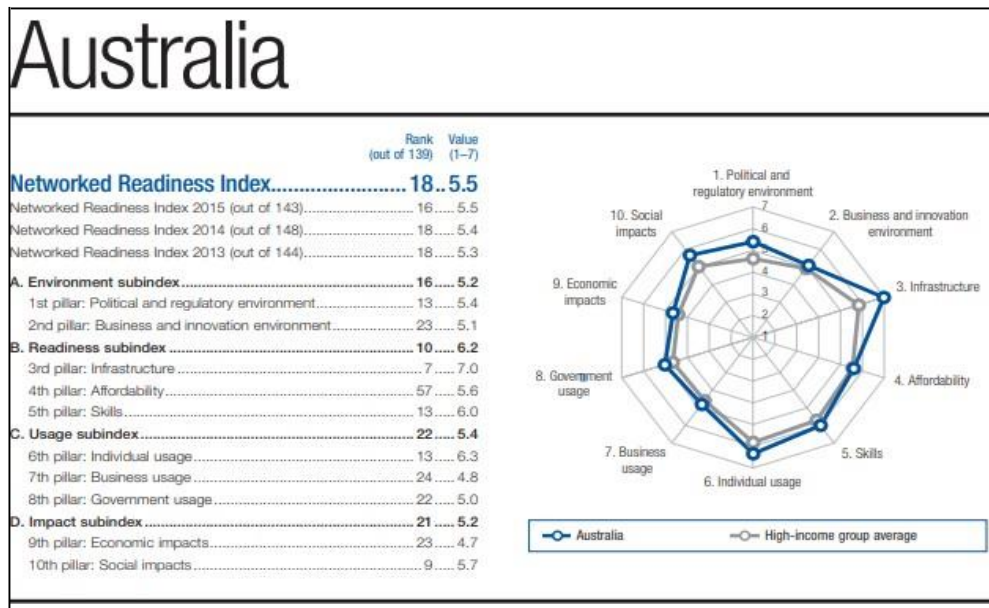 Australia
Rank Value
(out of 139) (1–7)
Networked Readiness Index........................ 18..5.5
Networked Readiness Index 2015 (out of 143)............................ 16..... 5.5
Networked Readiness Index 2014 (out of 148)............................ 18..... 5.4
Networked Readiness Index 2013 (out of 144)............................ 18..... 5.3
A. Environment subindex............................................... 16..... 5.2
1st pillar: Political and regulatory environment.................... 13..... 5.4
2nd pillar: Business and innovation environment................. 23..... 5.1
B. Readiness subindex.................................................. 10..... 6.2
3rd pillar: Infrastructure................................................. 7..... 7.0
4th pillar: Affordability................................................... 57..... 5.6
5th pillar: Skills............................................................ 13..... 6.0
C. Usage subindex........................................................ 22..... 5.4
6th pillar: Individual usage............................................. 13..... 6.3
7th pillar: Business usage.............................................. 24..... 4.8
8th pillar: Government usage......................................... 22..... 5.0
D. Impact subindex....................................................... 21..... 5.2
9th pillar: Economic impacts.......................................... 23..... 4.7
10th pillar: Social impacts............................................... 9..... 5.7
1. Political and
regulatory environment
2. Business and innovation
environment
3. Infrastructure
4. Affordability
5. Skills
6. Individual usage
7. Business
usage
8. Government
usage
9. Economic
impacts
10. Social
impacts
7
6
5
4
3
2
1
Australia
High-income group average